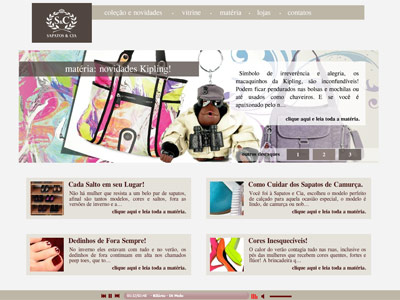 S&C
SAPATOS & CIA
coleção e novidades - vitrine - matéria - lojas - contatos
matéria: novidades Kipling!
Símbolo de irreverência e alegria, os
macaquinhos da Kipling, são inconfundíveis!
Podem ficar pendurados nas bolsas e mochilas ou
até usados como chaveiros. E se você é
apaixonado pelo n...
clique aqui e leia toda a matéria.
outros destaques 1 2 3
Cada Salto em seu Lugar!
Não há mulher que resista a um belo par de sapatos,
afinal são tantos modelos, cores e saltos, fora as
versões de inverno e a...
clique aqui e leia toda a matéria.
Como Cuidar dos Sapatos de Camurça.
Você foi à Sapatos e Cia, escolheu o modelo perfeito
de calçado para aquela ocasião especial, o modelo é
lindo, de camurça ou nob...
clique aqui e leia toda a matéria.
Dedinhos de Fora Sempre!
No inverno eles estavam com tudo e no verão, os
dedinhos de fora continuam em alta nos chamados
peep toes, que to...
clique aqui e leia toda a matéria.
Cores Inesquecíveis!
O calor do verão contagia tudo nas ruas, inclusive os
pés das mulheres que recebem cores quentes, fortes e
flúor! A brincadeira q...
clique aqui e leia toda a matéria.